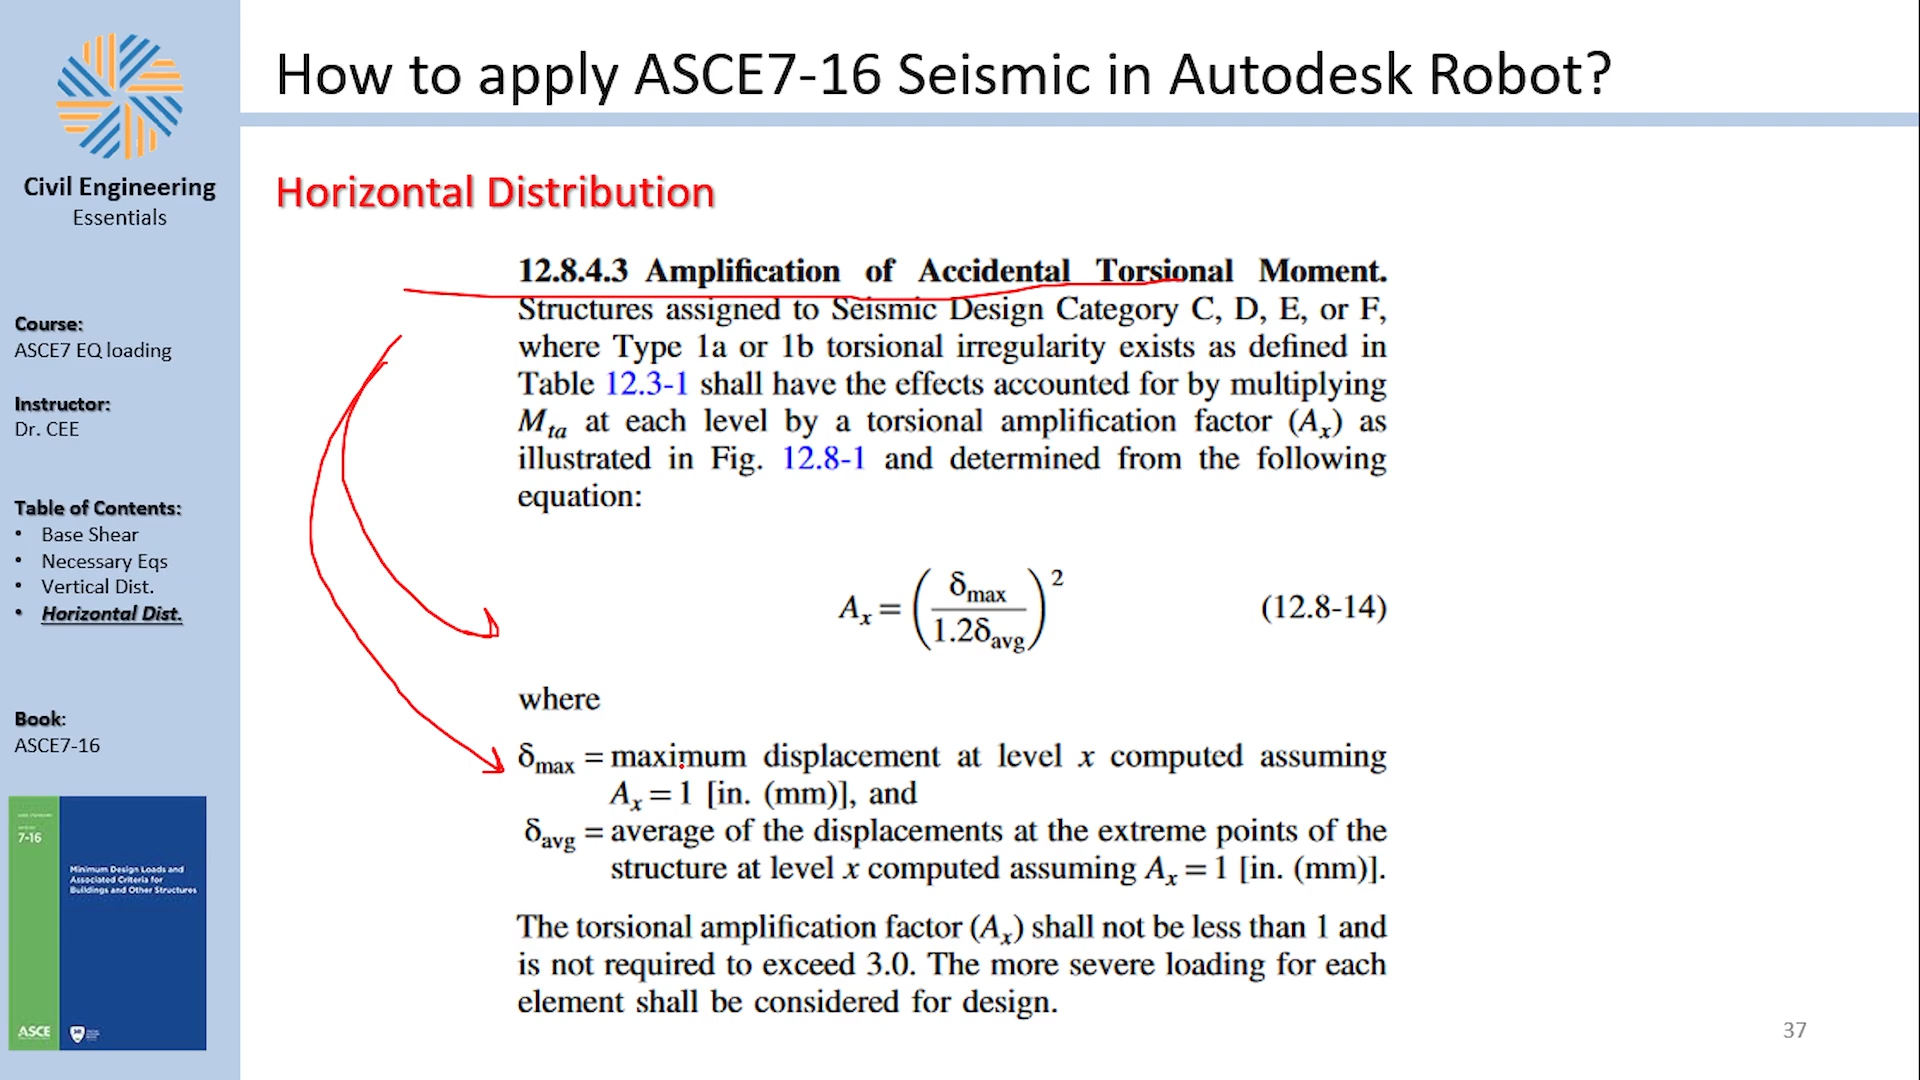 How to apply ASCE7-16 Seismic in Autodesk Robot?
Civil Engineering
Essentials
Course:
ASCE7 EQ loading
Instructor:
Dr. CEE
Table of Contents:
• Base Shear
• Necessary Eqs
• Vertical Dist.
• Horizontal Dist.
Book:
ASCE7-16
7-16
Minimum Design Loads and
Associated Criteria for
Buildings and Other Structures
ASCE
Horizontal Distribution
12.8.4.3 Amplification of Accidental Torsional Moment.
Structures assigned to Seismic Design Category C, D, E, or F,
where Type 1a or 1b torsional irregularity exists as defined in
Table 12.3-1 shall have the effects accounted for by multiplying
Mta at each level by a torsional amplification factor (Ax) as
illustrated in Fig. 12.8-1 and determined from the following
equation:
Ax = (δmax / 1.2δavg)² (12.8-14)
where
δmax = maximum displacement at level x computed assuming
Ax = 1 [in. (mm)], and
δavg = average of the displacements at the extreme points of the
structure at level x computed assuming Ax = 1 [in. (mm)].
The torsional amplification factor (Ax) shall not be less than 1 and
is not required to exceed 3.0. The more severe loading for each
element shall be considered for design.
37